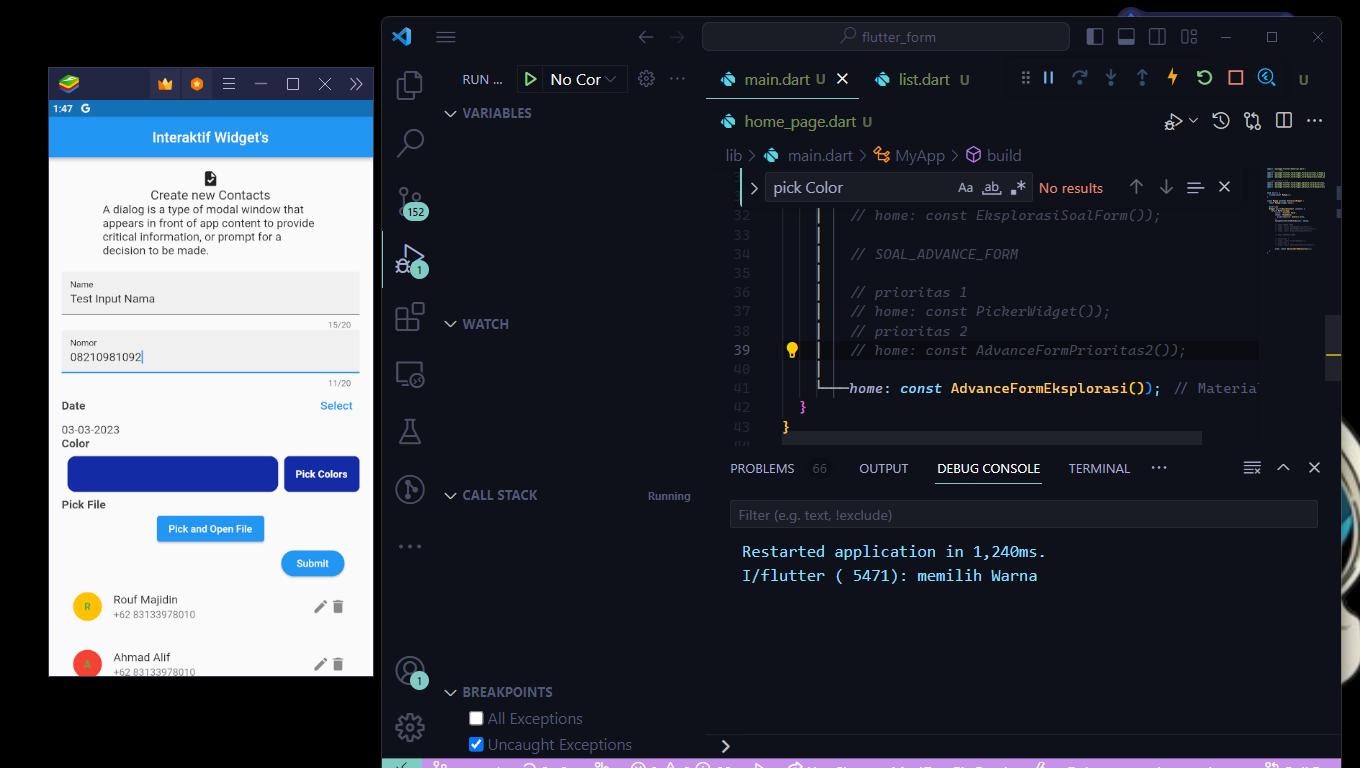 1:47 G
Interaktif Widget's
Create new Contacts
A dialog is a type of modal window that
appears in front of app content to provide
critical information, or prompt for a
decision to be made.
Name
Test Input Nama
15/20
Nomor
08210981092
11/20
Date Select
03-03-2023
Color
Pick Colors
Pick File
Pick and Open File
Submit
R Rouf Majidin
+62 83133978010
A Ahmad Alif
+62 83133978010
flutter_form
152
1
1
RUN ... No Cor
VARIABLES
WATCH
CALL STACK Running
BREAKPOINTS
All Exceptions
Uncaught Exceptions
main.dart U list.dart U U
home_page.dart U
lib > main.dart > MyApp > build
pick Color Aa ab No results
32 // home: const EksplorasiSoalForm());
33
34 // SOAL_ADVANCE_FORM
35
36 // prioritas 1
37 // home: const PickerWidget());
38 // prioritas 2
39 // home: const AdvanceFormPrioritas2());
40
41 home: const AdvanceFormEksplorasi()); // Material
42 }
43 }
PROBLEMS 66 OUTPUT DEBUG CONSOLE TERMINAL ...
Filter (e.g. text, !exclude)
Restarted application in 1,240ms.
I/flutter ( 5471): memilih Warna